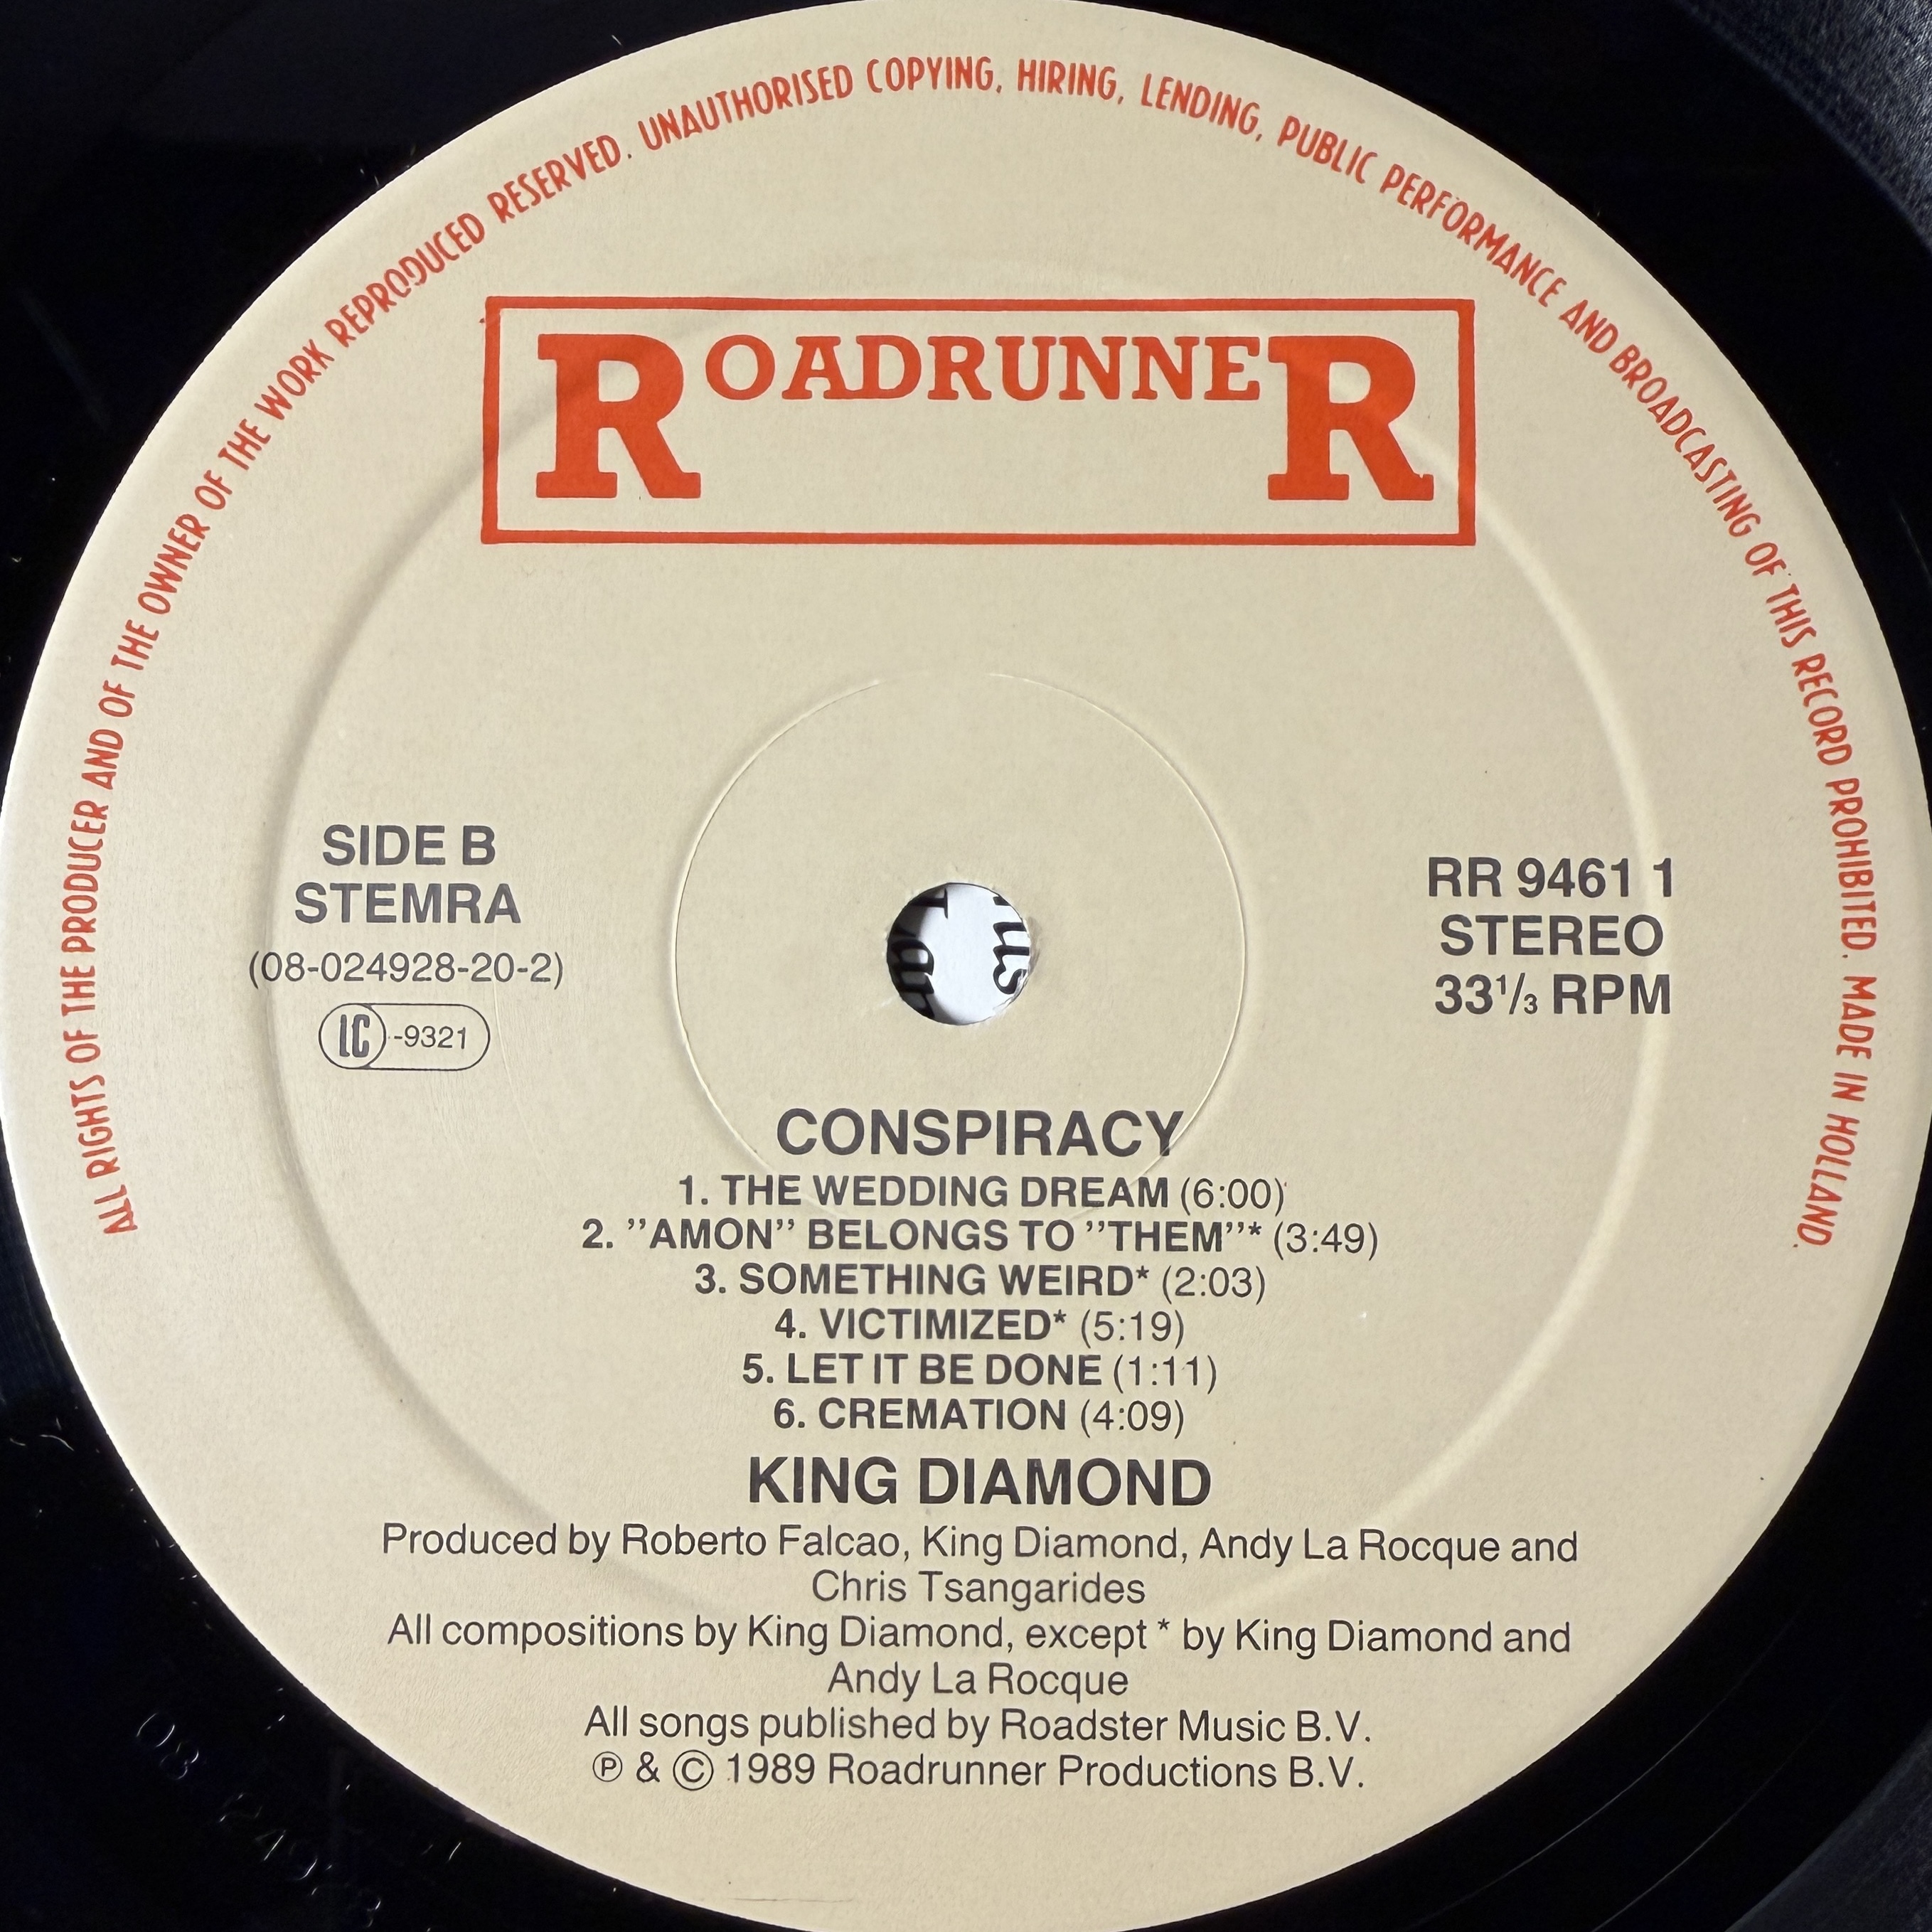 ALL RIGHTS OF THE PRODUCER AND OF THE OWNER OF THE WORK REPRODUCED RESERVED. UNAUTHORISED COPYING, HIRING, LENDING, PUBLIC PERFORMANCE AND BROADCASTING OF THIS RECORD PROHIBITED. MADE IN HOLLAND
ROADRUNNER
SIDE B
STEMRA
(08-024928-20-2)
LC -9321
RR 9461 1
STEREO
33 1/3 RPM
CONSPIRACY
1. THE WEDDING DREAM (6:00)
2. ”AMON” BELONGS TO ”THEM”* (3:49)
3. SOMETHING WEIRD* (2:03)
4. VICTIMIZED* (5:19)
5. LET IT BE DONE (1:11)
6. CREMATION (4:09)
KING DIAMOND
Produced by Roberto Falcao, King Diamond, Andy La Rocque and
Chris Tsangarides
All compositions by King Diamond, except * by King Diamond and
Andy La Rocque
All songs published by Roadster Music B.V.
℗ & © 1989 Roadrunner Productions B.V.